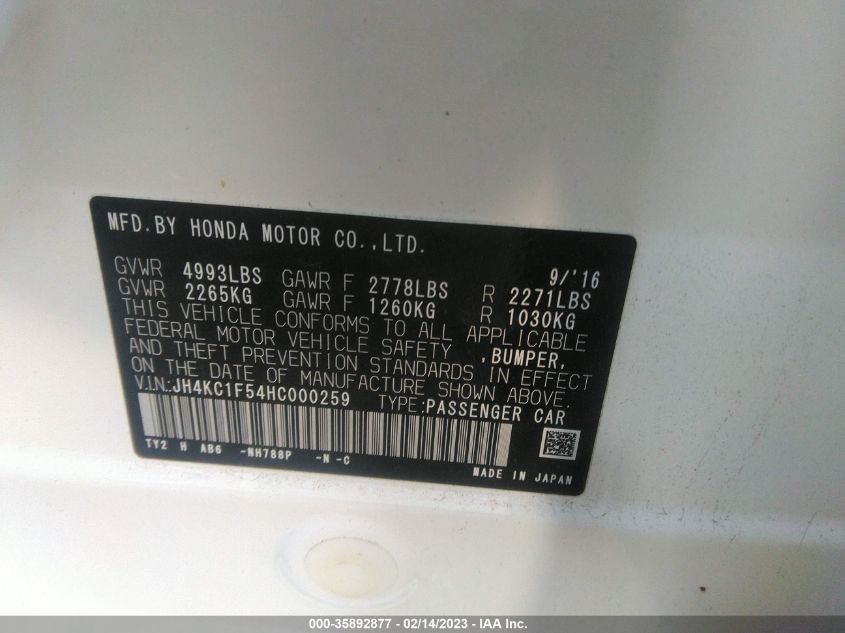 MFD.BY HONDA MOTOR CO.,LTD.
9/'16
GVWR 4993LBS GAWR F 2778LBS R 2271LBS
GVWR 2265KG GAWR F 1260KG R 1030KG
THIS VEHICLE CONFORMS TO ALL APPLICABLE
FEDERAL MOTOR VEHICLE SAFETY ,BUMPER,
AND THEFT PREVENTION STANDARDS IN EFFECT
ON THE DATE OF MANUFACTURE SHOWN ABOVE.
V.I.N.:JH4KC1F54HC000259 TYPE:PASSENGER CAR
TY2 H AB6 -NH788P -N -C
MADE IN JAPAN
000-35892877 - 02/14/2023 - IAA Inc.